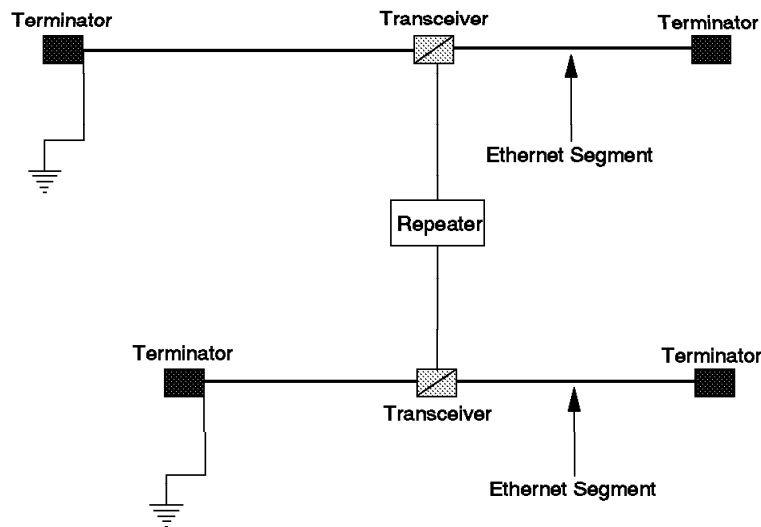 Terminator
Transceiver
Terminator
Ethernet Segment
Repeater
Terminator
Terminator
Transceiver
Ethernet Segment